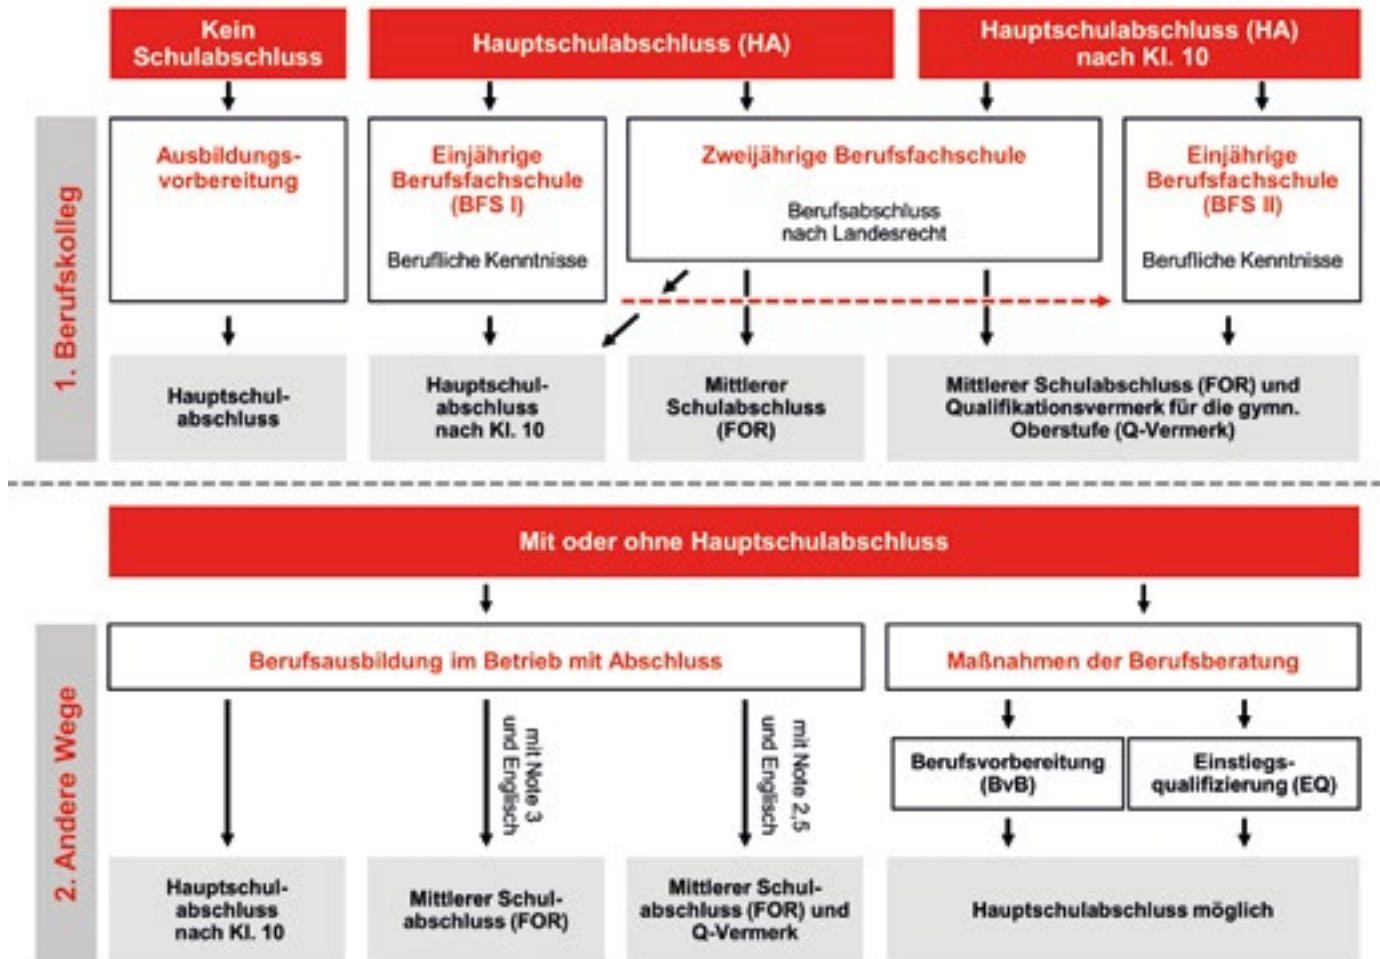 Kein
Schulabschluss
Hauptschulabschluss (HA)
Hauptschulabschluss (HA)
nach Kl. 10
1. Berufskolleg
Ausbildungs-
vorbereitung
Einjährige
Berufsfachschule
(BFS I)
Berufliche Kenntnisse
Zweijährige Berufsfachschule
Berufsabschluss
nach Landesrecht
Einjährige
Berufsfachschule
(BFS II)
Berufliche Kenntnisse
Hauptschul-
abschluss
Hauptschul-
abschluss
nach Kl. 10
Mittlerer
Schulabschluss
(FOR)
Mittlerer Schulabschluss (FOR) und
Qualifikationsvermerk für die gymn.
Oberstufe (Q-Vermerk)
Mit oder ohne Hauptschulabschluss
2. Andere Wege
Berufsausbildung im Betrieb mit Abschluss
Maßnahmen der Berufsberatung
mit Note 3
und Englisch
mit Note 2,5
und Englisch
Berufsvorbereitung
(BvB)
Einstiegs-
qualifizierung (EQ)
Hauptschul-
abschluss
nach Kl. 10
Mittlerer Schul-
abschluss (FOR)
Mittlerer Schul-
abschluss (FOR) und
Q-Vermerk
Hauptschulabschluss möglich